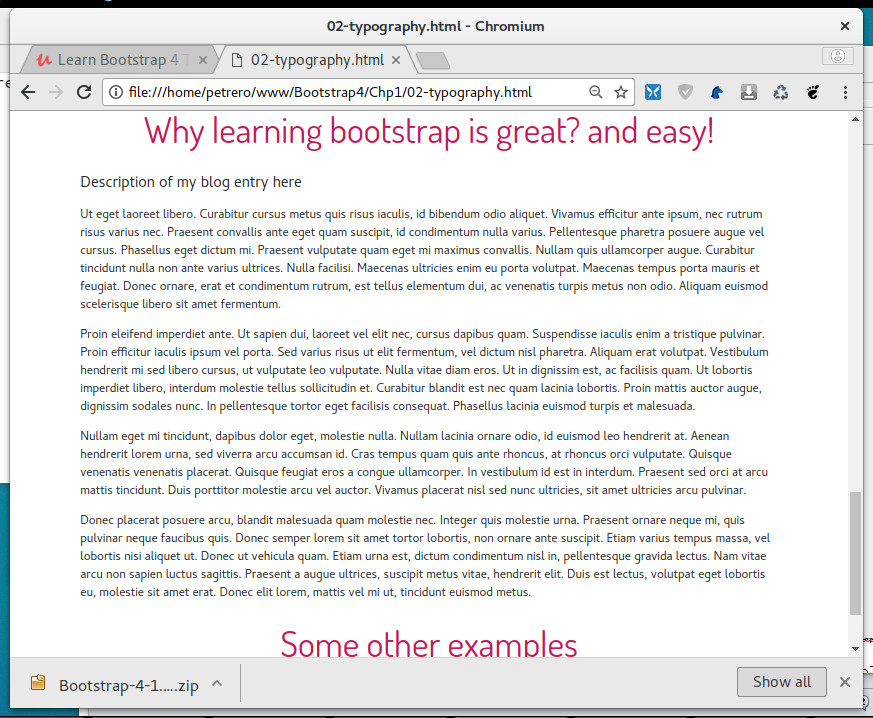 02-typography.html - Chromium
Learn Bootstrap 4 T
02-typography.html
file:///home/petrero/www/Bootstrap4/Chp1/02-typography.html
Why learning bootstrap is great? and easy!
Description of my blog entry here
Ut eget laoreet libero. Curabitur cursus metus quis risus iaculis, id bibendum odio aliquet. Vivamus efficitur ante ipsum, nec rutrum
risus varius nec. Praesent convallis ante eget quam suscipit, id condimentum nulla varius. Pellentesque pharetra posuere augue vel
cursus. Phasellus eget dictum mi. Praesent vulputate quam eget mi maximus convallis. Nullam quis ullamcorper augue. Curabitur
tincidunt nulla non ante varius ultrices. Nulla facilisi. Maecenas ultricies enim eu porta volutpat. Maecenas tempus porta mauris et
feugiat. Donec ornare, erat et condimentum rutrum, est tellus elementum dui, ac venenatis turpis metus non odio. Aliquam euismod
scelerisque libero sit amet fermentum.
Proin eleifend imperdiet ante. Ut sapien dui, laoreet vel elit nec, cursus dapibus quam. Suspendisse iaculis enim a tristique pulvinar.
Proin efficitur iaculis ipsum vel porta. Sed varius risus ut elit fermentum, vel dictum nisl pharetra. Aliquam erat volutpat. Vestibulum
hendrerit mi sed libero cursus, ut vulputate leo vulputate. Nulla vitae diam eros. Ut in dignissim est, ac facilisis quam. Ut lobortis
imperdiet libero, interdum molestie tellus sollicitudin et. Curabitur blandit est nec quam lacinia lobortis. Proin mattis auctor augue,
dignissim sodales nunc. In pellentesque tortor eget facilisis consequat. Phasellus lacinia euismod turpis et malesuada.
Nullam eget mi tincidunt, dapibus dolor eget, molestie nulla. Nullam lacinia ornare odio, id euismod leo hendrerit at. Aenean
hendrerit lorem urna, sed viverra arcu accumsan id. Cras tempus quam quis ante rhoncus, at rhoncus orci vulputate. Quisque
venenatis venenatis placerat. Quisque feugiat eros a congue ullamcorper. In vestibulum id est in interdum. Praesent sed orci at arcu
mattis tincidunt. Duis porttitor molestie arcu vel auctor. Vivamus placerat nisl sed nunc ultricies, sit amet ultricies arcu pulvinar.
Donec placerat posuere arcu, blandit malesuada quam molestie nec. Integer quis molestie urna. Praesent ornare neque mi, quis
pulvinar neque faucibus quis. Donec semper lorem sit amet tortor lobortis, non ornare ante suscipit. Etiam varius tempus massa, vel
lobortis nisi aliquet ut. Donec ut vehicula quam. Etiam urna est, dictum condimentum nisl in, pellentesque gravida lectus. Nam vitae
arcu non sapien luctus sagittis. Praesent a augue ultrices, suscipit metus vitae, hendrerit elit. Duis est lectus, volutpat eget lobortis
eu, molestie sit amet erat. Donec elit lorem, mattis vel mi ut, tincidunt euismod metus.
Some other examples
Bootstrap-4-1.....zip
Show all